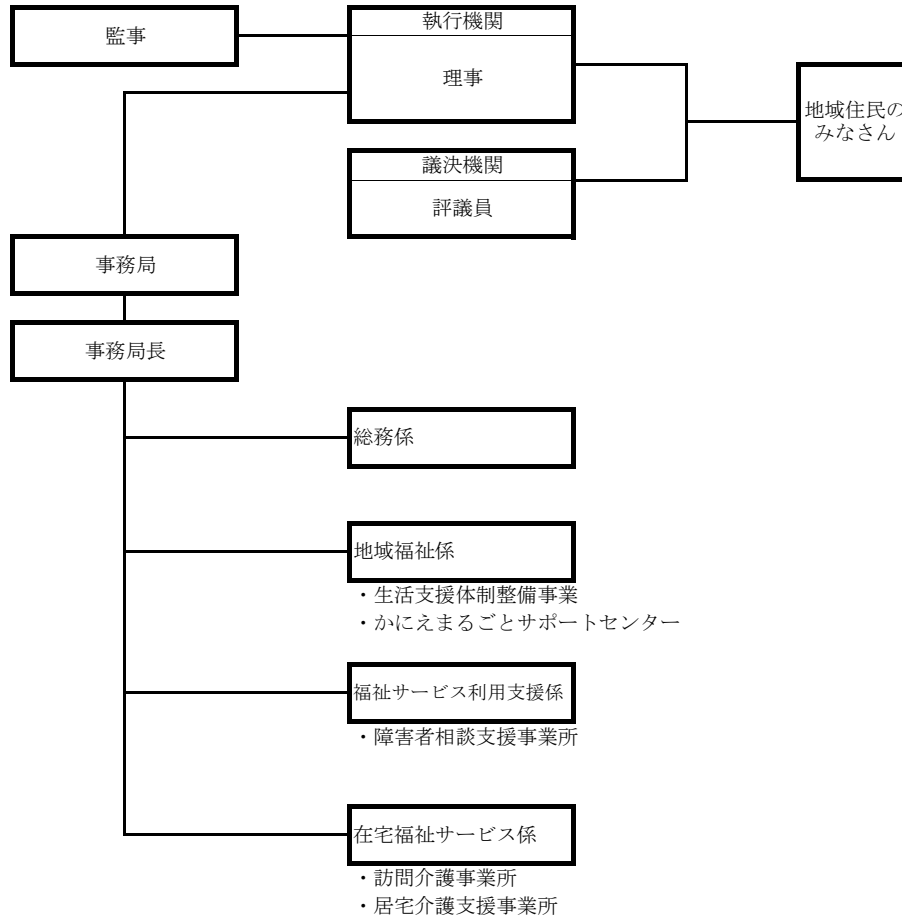 監事
執行機関
理事
地域住民の
みなさん
議決機関
評議員
事務局
事務局長
総務係
地域福祉係
・生活支援体制整備事業
・かにえまるごとサポートセンター
福祉サービス利用支援係
・障害者相談支援事業所
在宅福祉サービス係
・訪問介護事業所
・居宅介護支援事業所